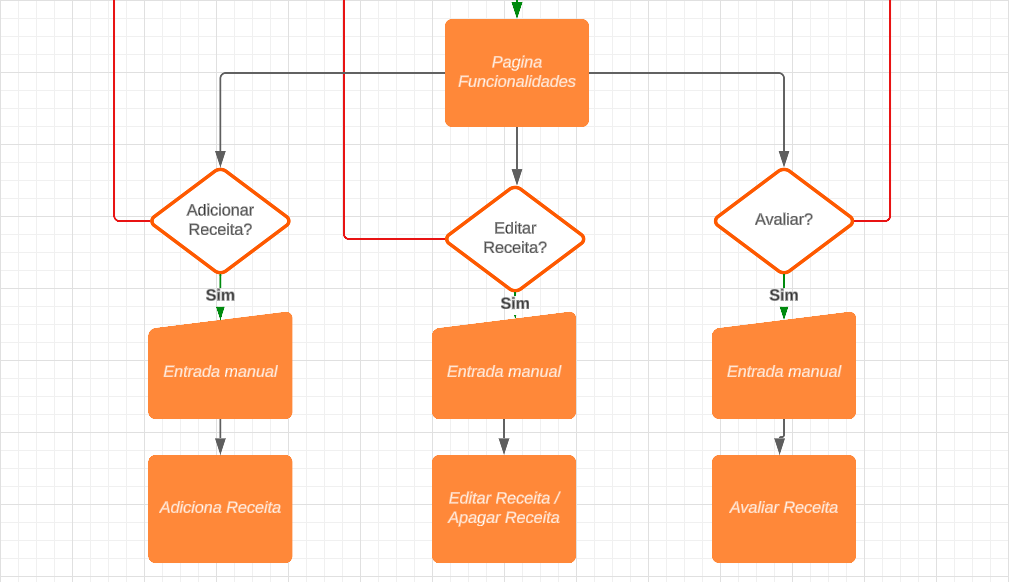 Pagina
Funcionalidades
Adicionar
Receita?
Editar
Receita?
Avaliar?
Sim
Sim
Sim
Entrada manual
Entrada manual
Entrada manual
Adiciona Receita
Editar Receita /
Apagar Receita
Avaliar Receita